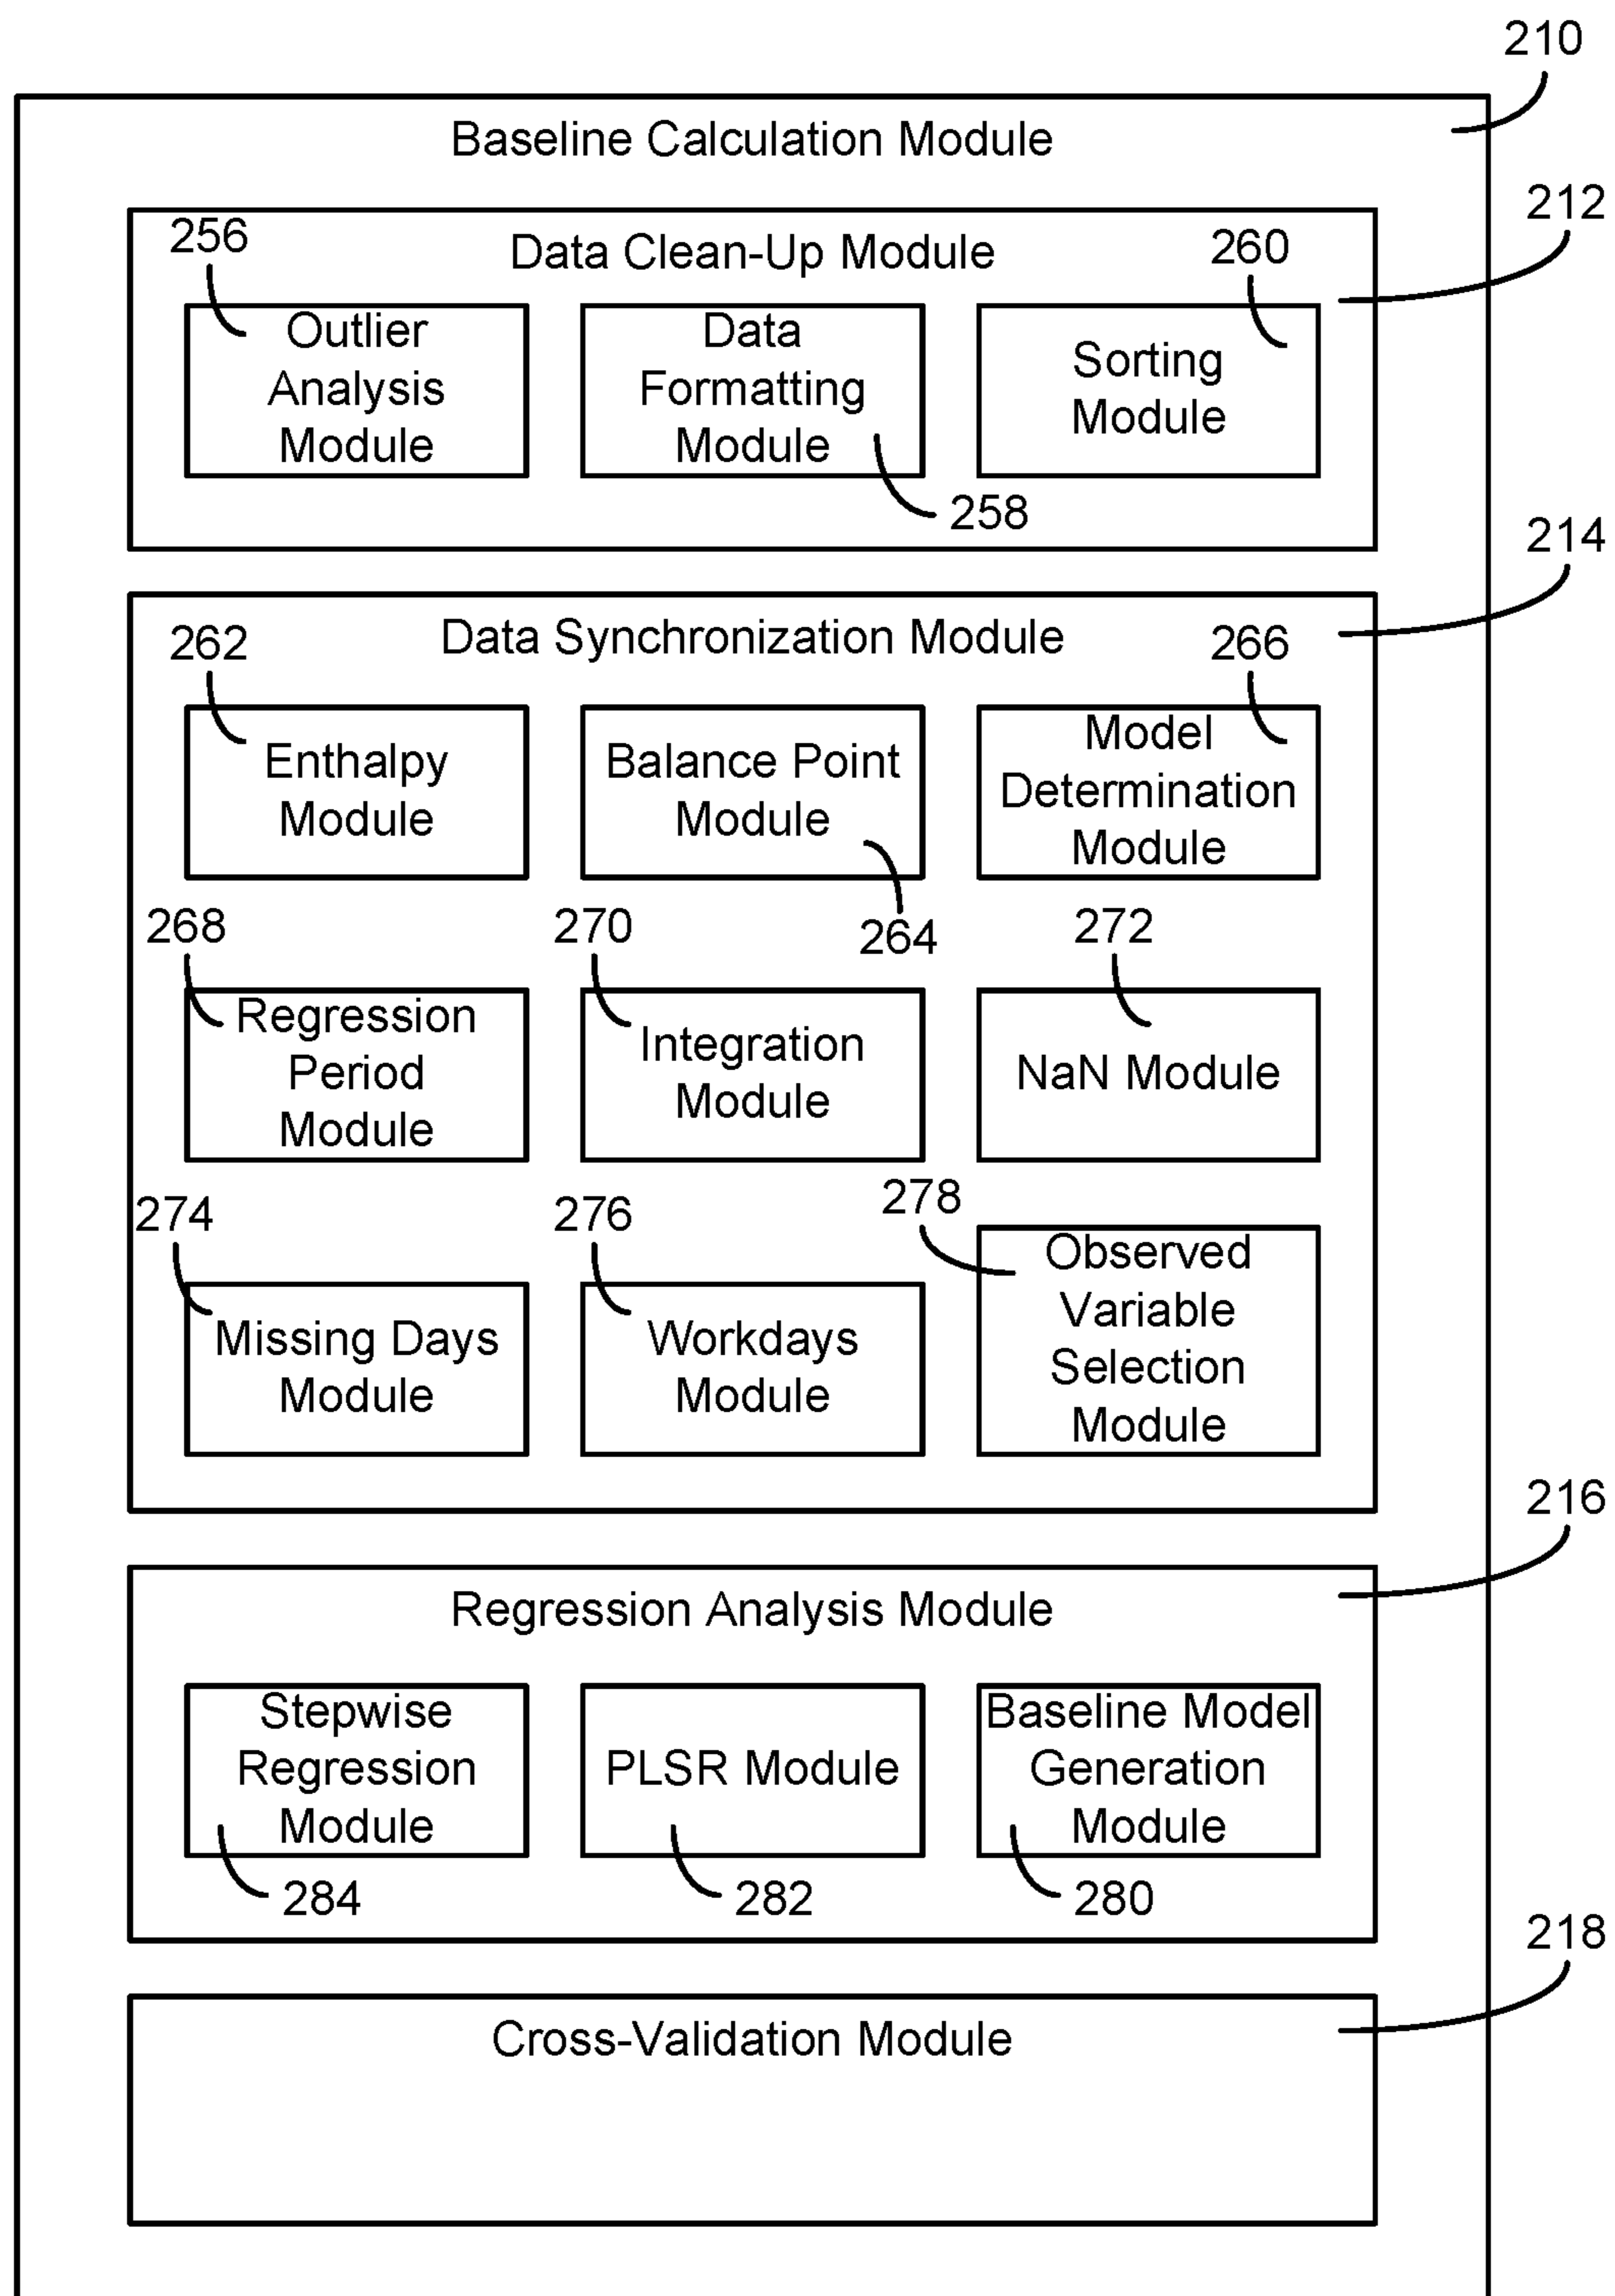 210
Baseline Calculation Module
212
256
Data Clean-Up Module
260
Outlier
Analysis
Module
Data
Formatting
Module
Sorting
Module
258
214
262
Data Synchronization Module
266
Enthalpy
Module
Balance Point
Module
Model
Determination
Module
264
268
270
272
Regression
Period
Module
Integration
Module
NaN Module
274
276
278
Missing Days
Module
Workdays
Module
Observed
Variable
Selection
Module
216
Regression Analysis Module
Stepwise
Regression
Module
PLSR Module
Baseline Model
Generation
Module
284
282
280
218
Cross-Validation Module